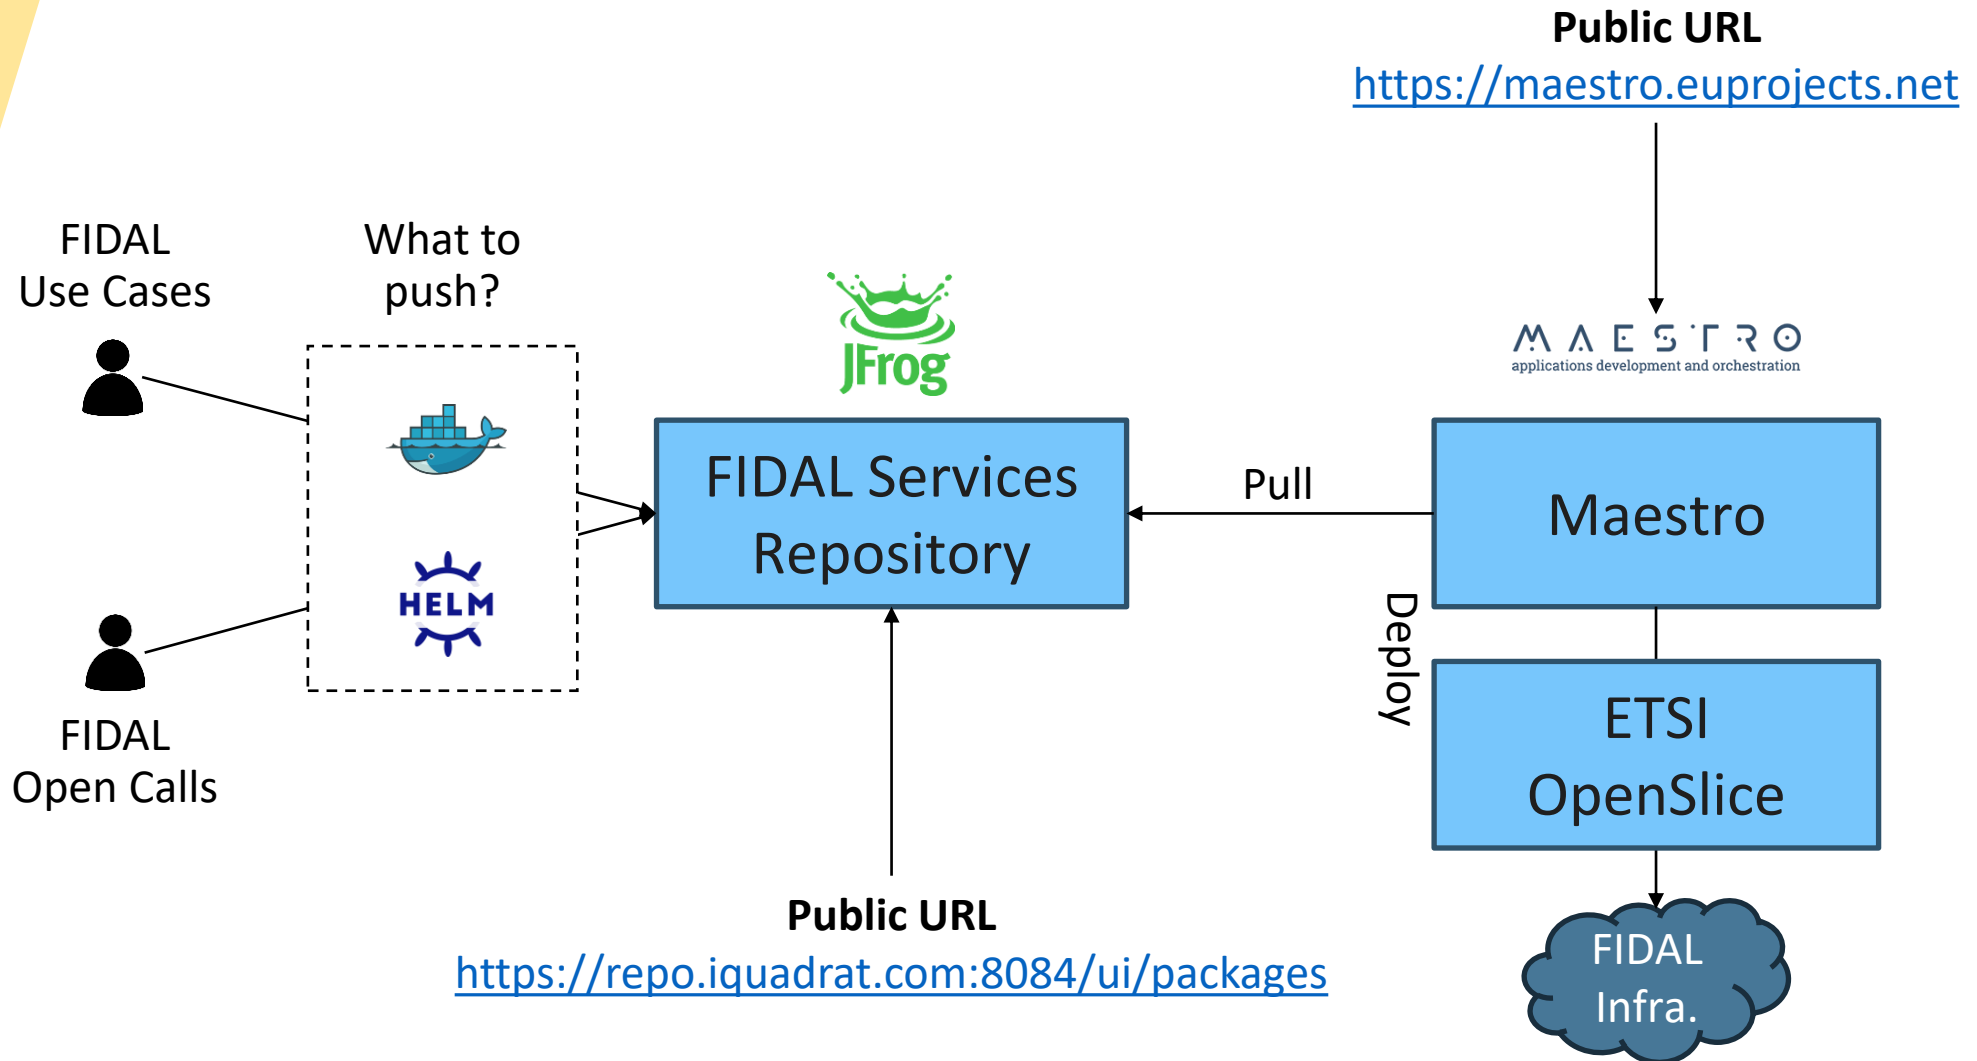 Public URL
https://maestro.euprojects.net
FIDAL
Use Cases
What to
push?
JFrog
MAESTRO
applications development and orchestration
HELM
FIDAL Services
Repository
Pull
Maestro
Deploy
ETSI
OpenSlice
FIDAL
Open Calls
Public URL
https://repo.iquadrat.com:8084/ui/packages
FIDAL
Infra.